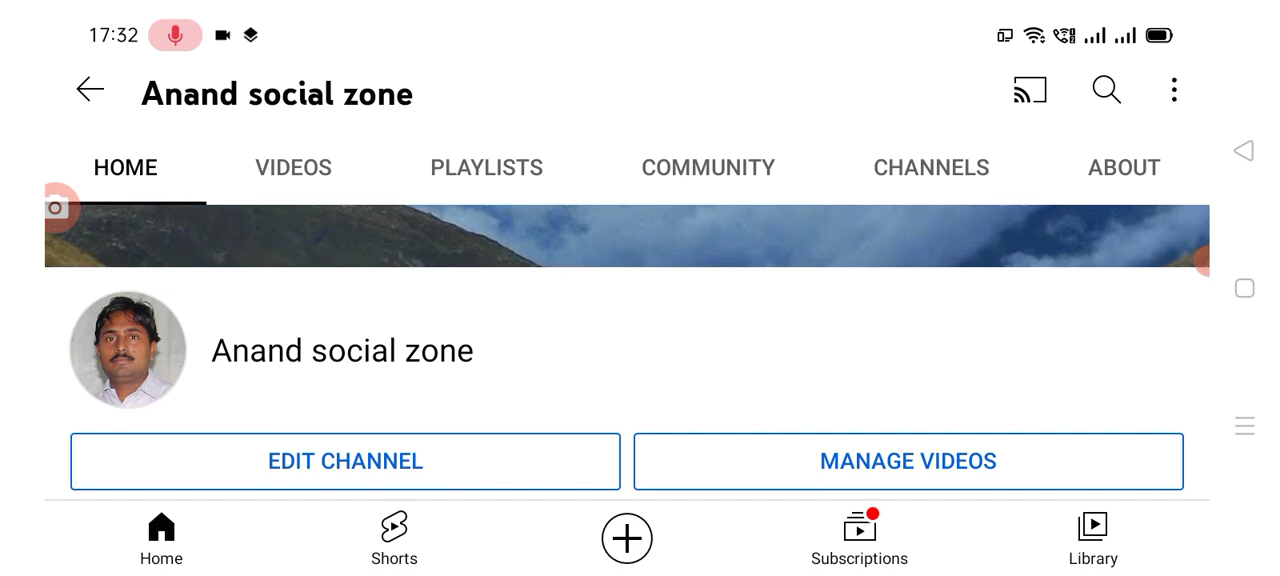 17:32
Anand social zone
HOME VIDEOS PLAYLISTS COMMUNITY CHANNELS ABOUT
Anand social zone
EDIT CHANNEL MANAGE VIDEOS
Home Shorts Subscriptions Library